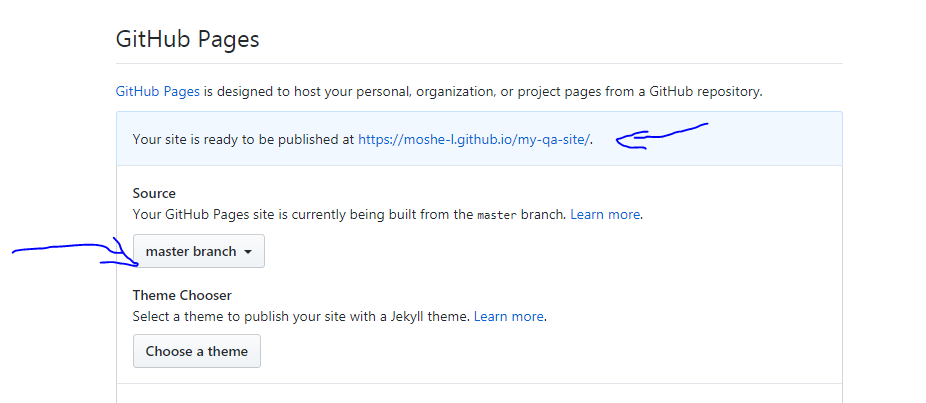 GitHub Pages
GitHub Pages is designed to host your personal, organization, or project pages from a GitHub repository.
Your site is ready to be published at https://moshe-l.github.io/my-qa-site/.
Source
Your GitHub Pages site is currently being built from the master branch. Learn more.
master branch
Theme Chooser
Select a theme to publish your site with a Jekyll theme. Learn more.
Choose a theme